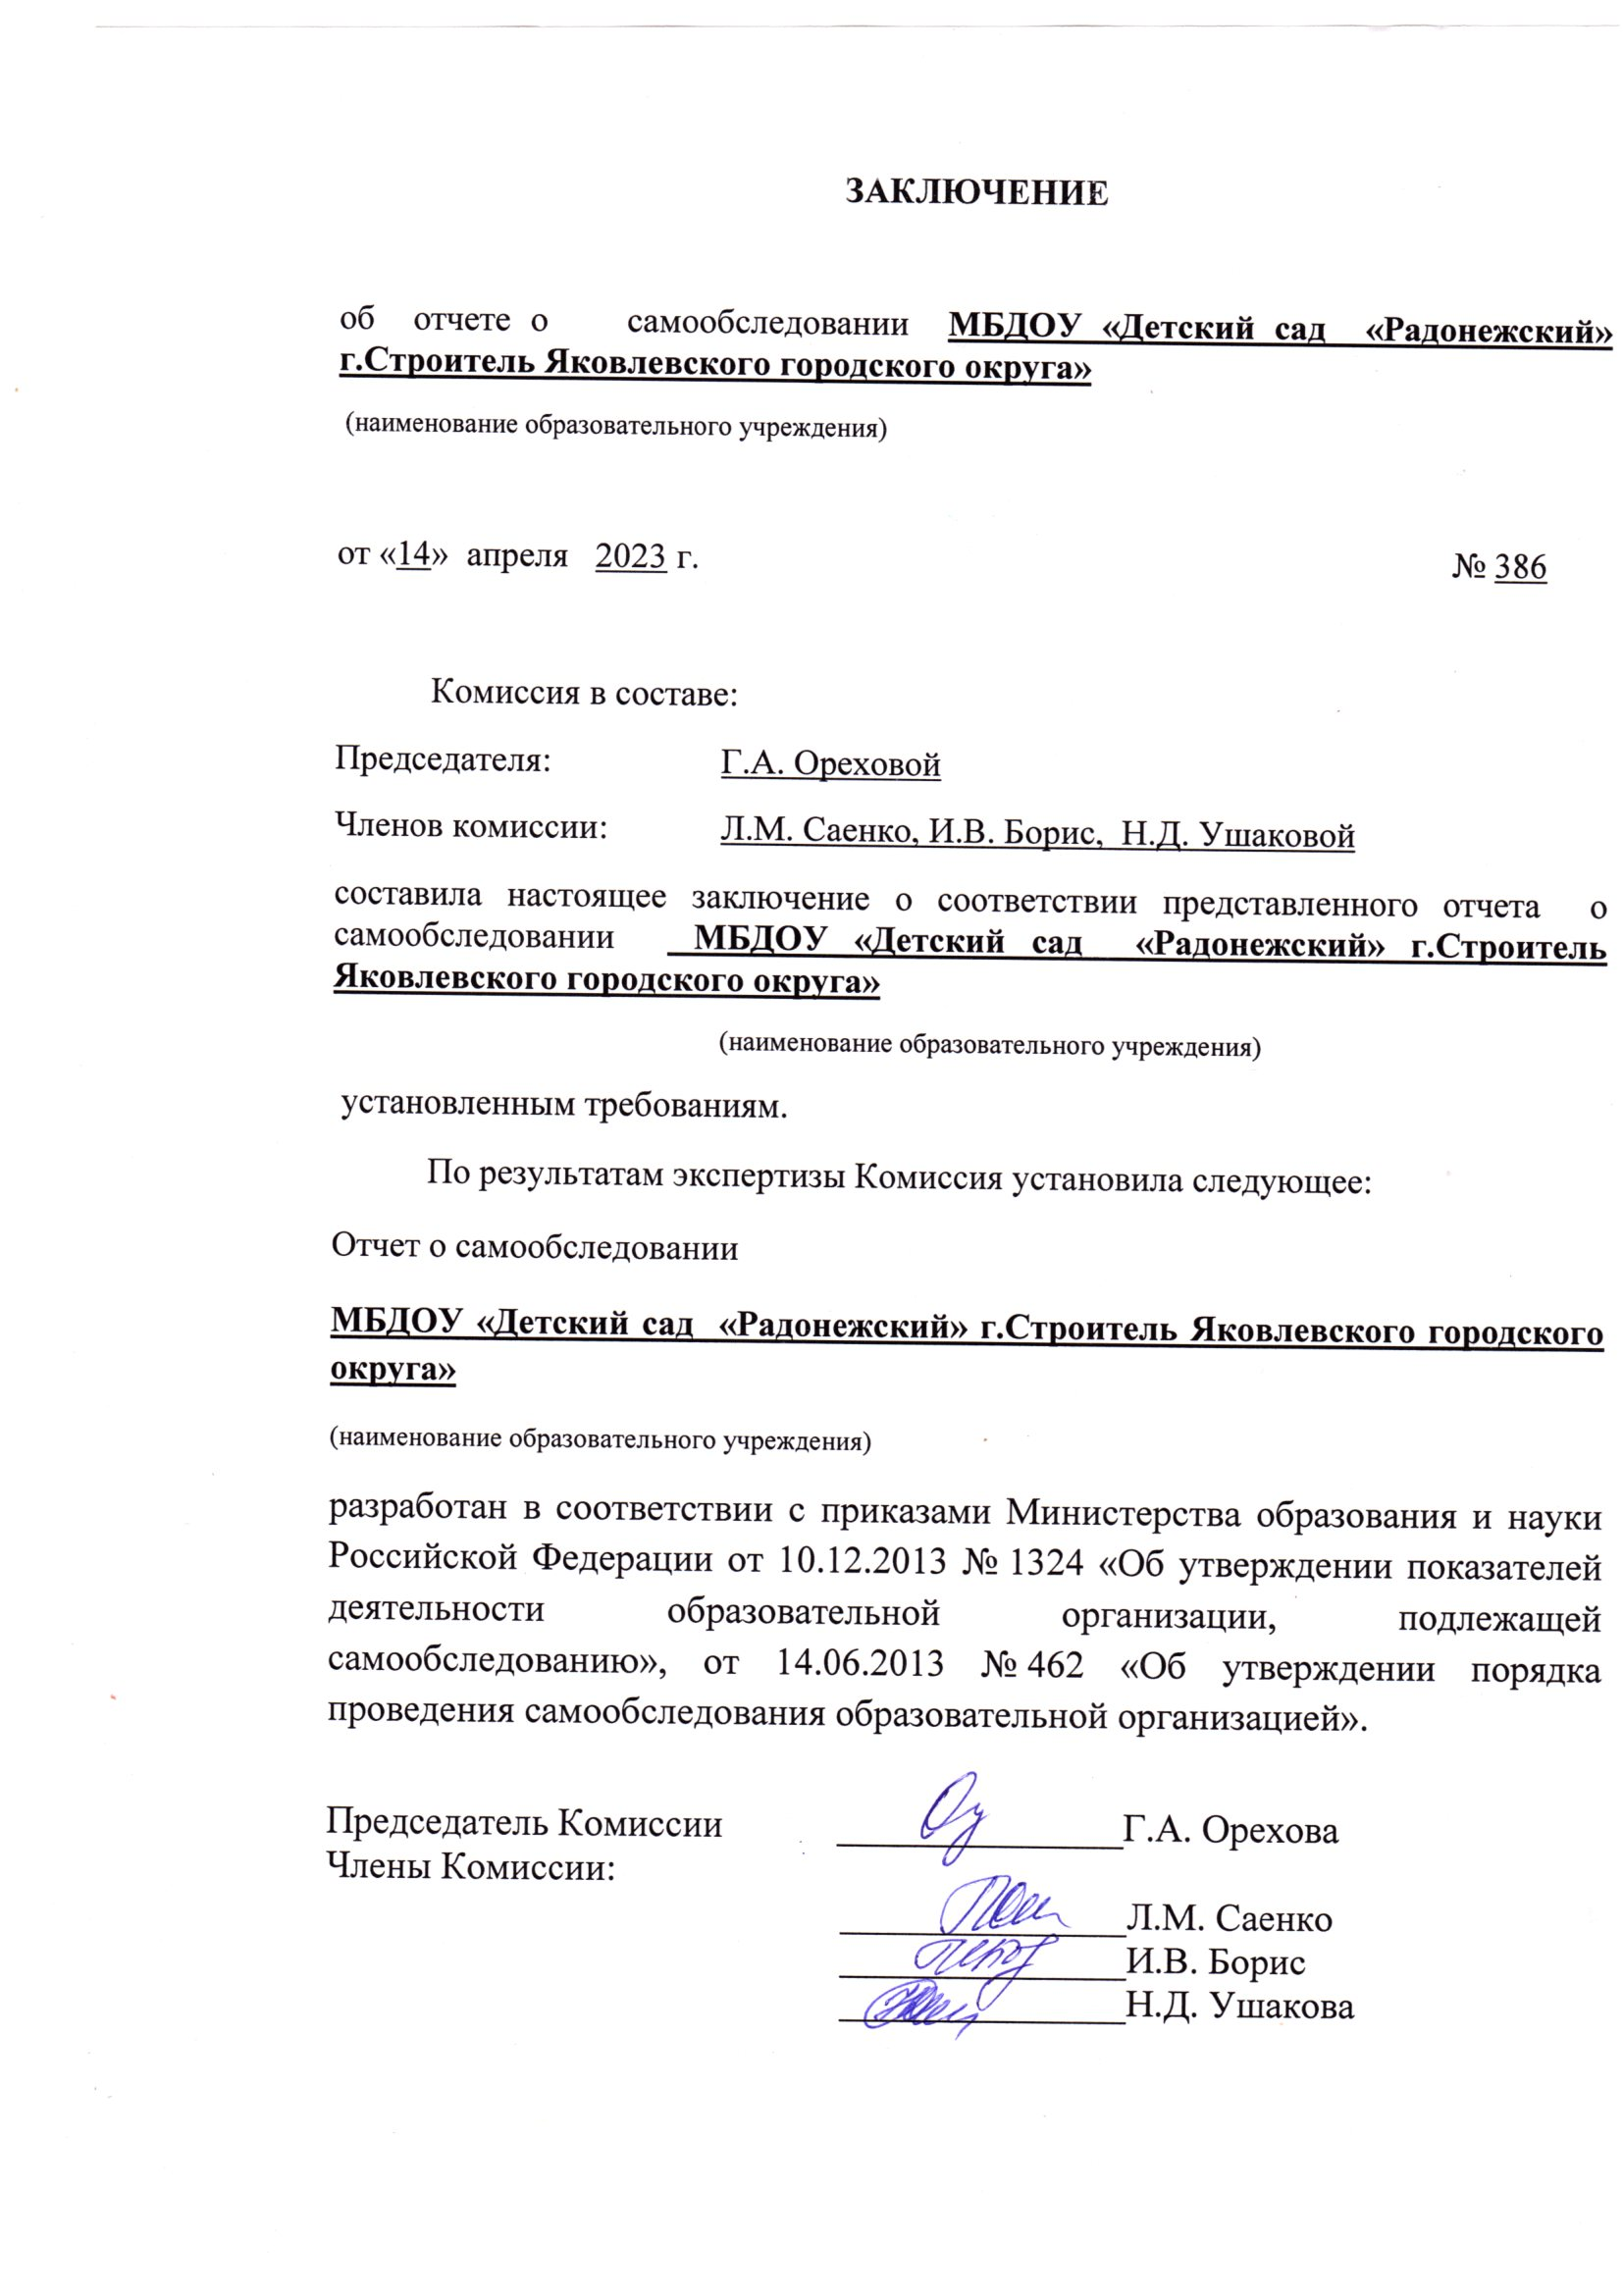 ЗАКЛЮЧЕНИЕ
об отчете о самообследовании МБДОУ «Детский сад «Радонежский»
г.Строитель Яковлевского городского округа»
(наименование образовательного учреждения)
от «14» апреля 2023 г. № 386
Комиссия в составе:
Председателя: Г.А. Ореховой
Членов комиссии: Л.М. Саенко, И.В. Борис, Н.Д. Ушаковой
составила настоящее заключение о соответствии представленного отчета о
самообследовании МБДОУ «Детский сад «Радонежский» г.Строитель
Яковлевского городского округа»
(наименование образовательного учреждения)
установленным требованиям.
По результатам экспертизы Комиссия установила следующее:
Отчет о самообследовании
МБДОУ «Детский сад «Радонежский» г.Строитель Яковлевского городского
округа»
(наименование образовательного учреждения)
разработан в соответствии с приказами Министерства образования и науки
Российской Федерации от 10.12.2013 № 1324 «Об утверждении показателей
деятельности образовательной организации, подлежащей
самообследованию», от 14.06.2013 № 462 «Об утверждении порядка
проведения самообследования образовательной организацией».
Председатель Комиссии Г.А. Орехова
Члены Комиссии:
Л.М. Саенко
И.В. Борис
Н.Д. Ушакова